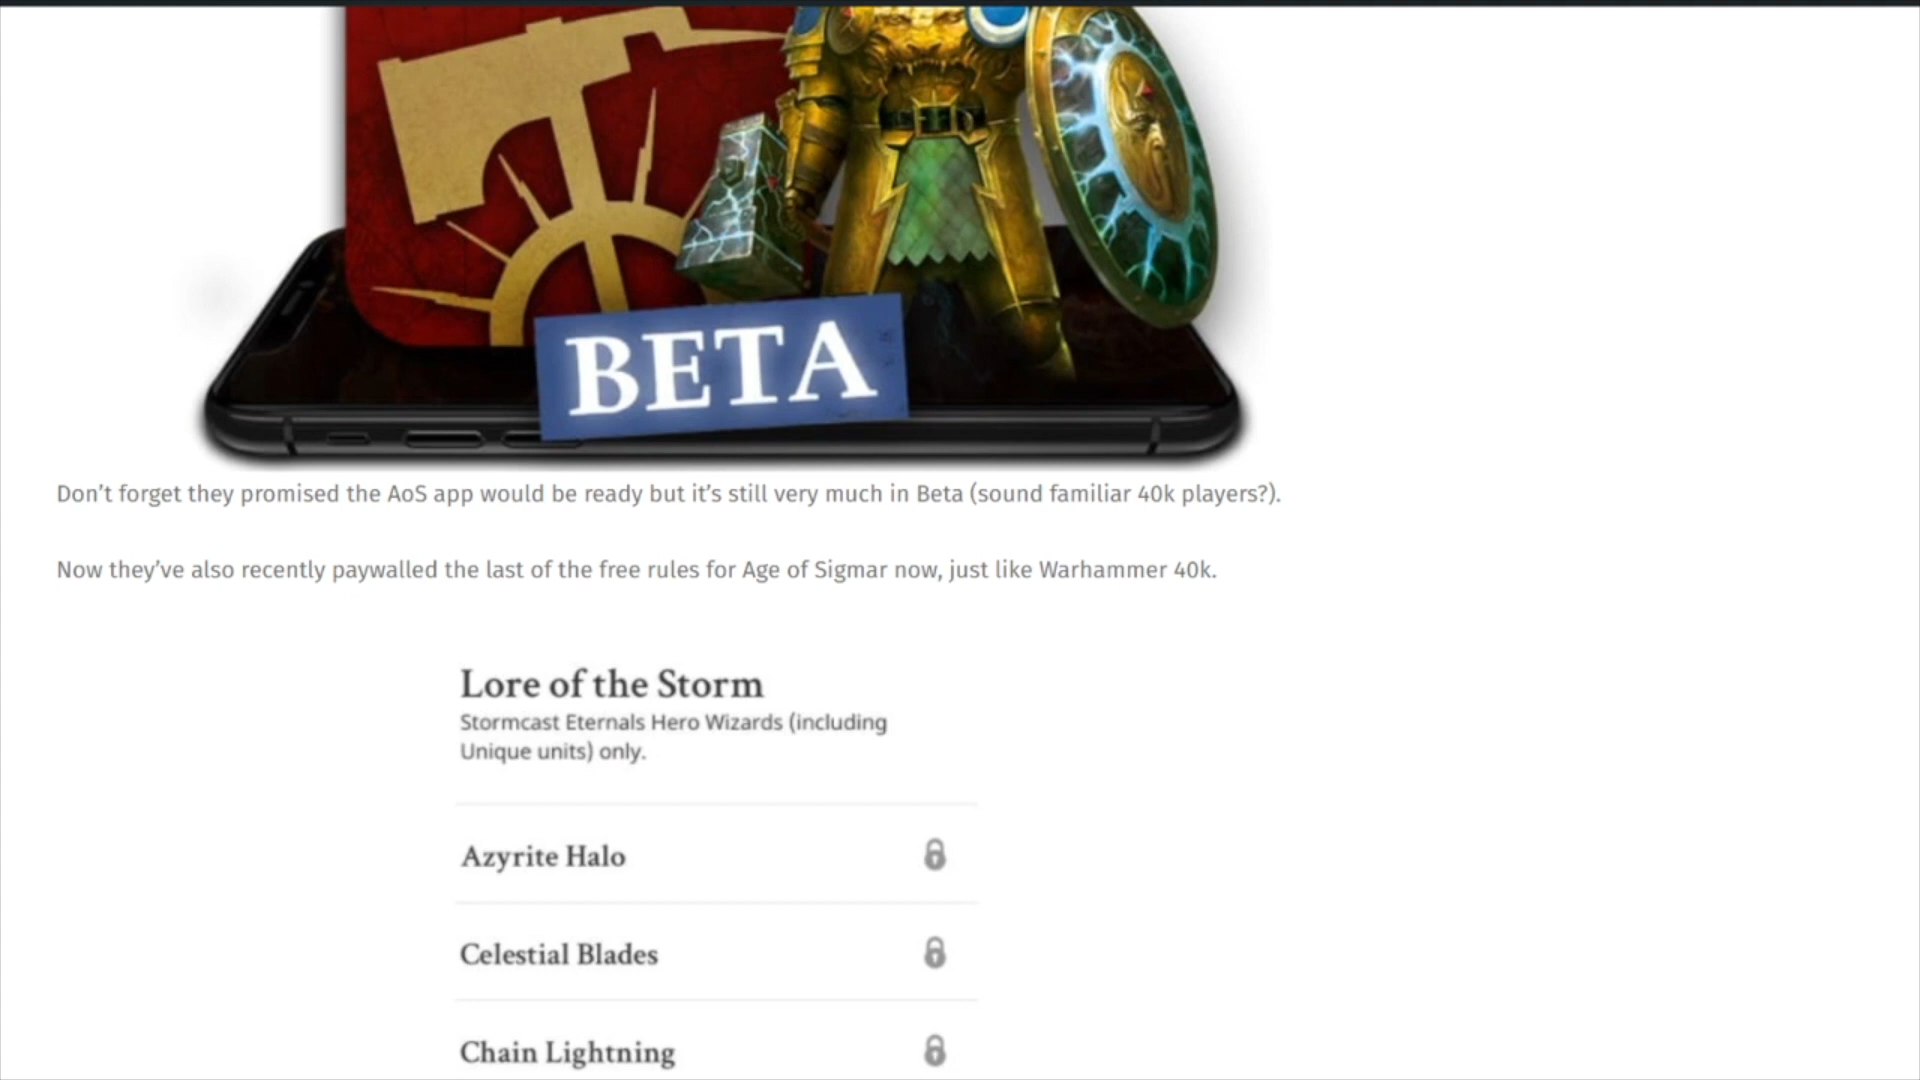 BETA
Don’t forget they promised the AoS app would be ready but it’s still very much in Beta (sound familiar 40k players?).
Now they’ve also recently paywalled the last of the free rules for Age of Sigmar now, just like Warhammer 40k.
Lore of the Storm
Stormcast Eternals Hero Wizards (including
Unique units) only.
Azyrite Halo
Celestial Blades
Chain Lightning